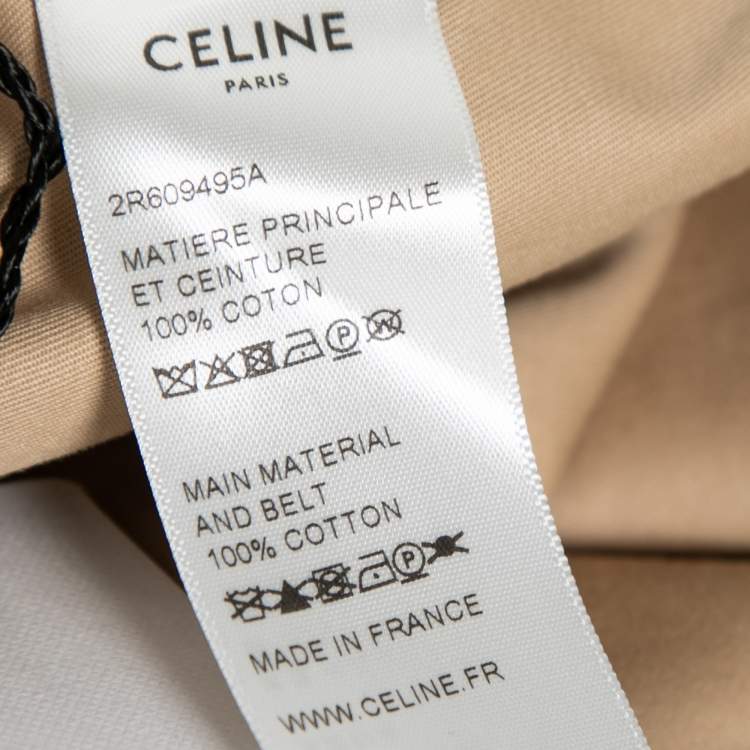 CELINE
PARIS
2R609495A
MATIERE PRINCIPALE
ET CEINTURE
100% COTON
P W
MAIN MATERIAL
AND BELT
100% COTTON
P
MADE IN FRANCE
WWW.CELINE.FR